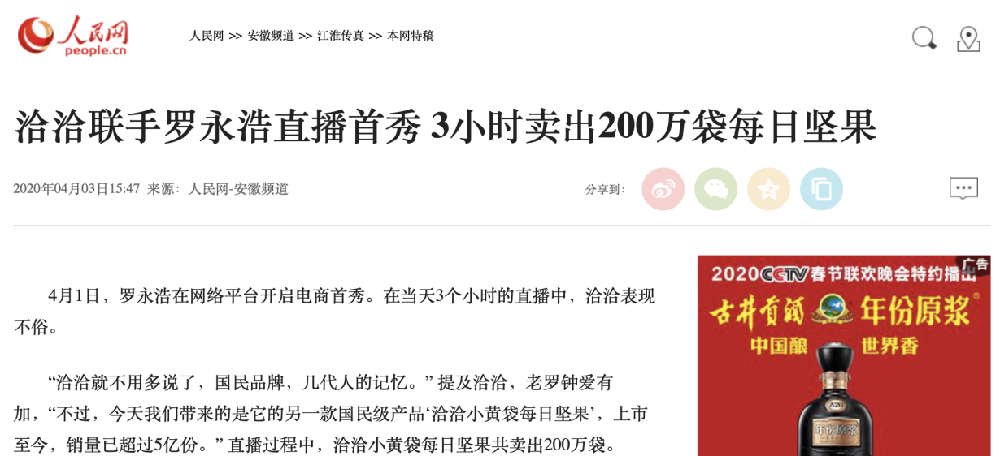 人民网
people.cn
人民网 >> 安徽频道 >> 江淮传真 >> 本网特稿
洽洽联手罗永浩直播首秀 3小时卖出200万袋每日坚果
2020年04月03日15:47 来源：人民网-安徽频道
分享到：
4月1日，罗永浩在网络平台开启电商首秀。在当天3个小时的直播中，洽洽表现
不俗。
“洽洽就不用多说了，国民品牌，几代人的记忆。”提及洽洽，老罗钟爱有
加，“不过，今天我们带来的是它的另一款国民级产品‘洽洽小黄袋每日坚果’，上市
至今，销量已超过5亿份。”直播过程中，洽洽小黄袋每日坚果共卖出200万袋。
广告
2020CCTV春节联欢晚会特约播出
古井贡酒 年份原浆®
中国酿 世界香
古20
年份原浆